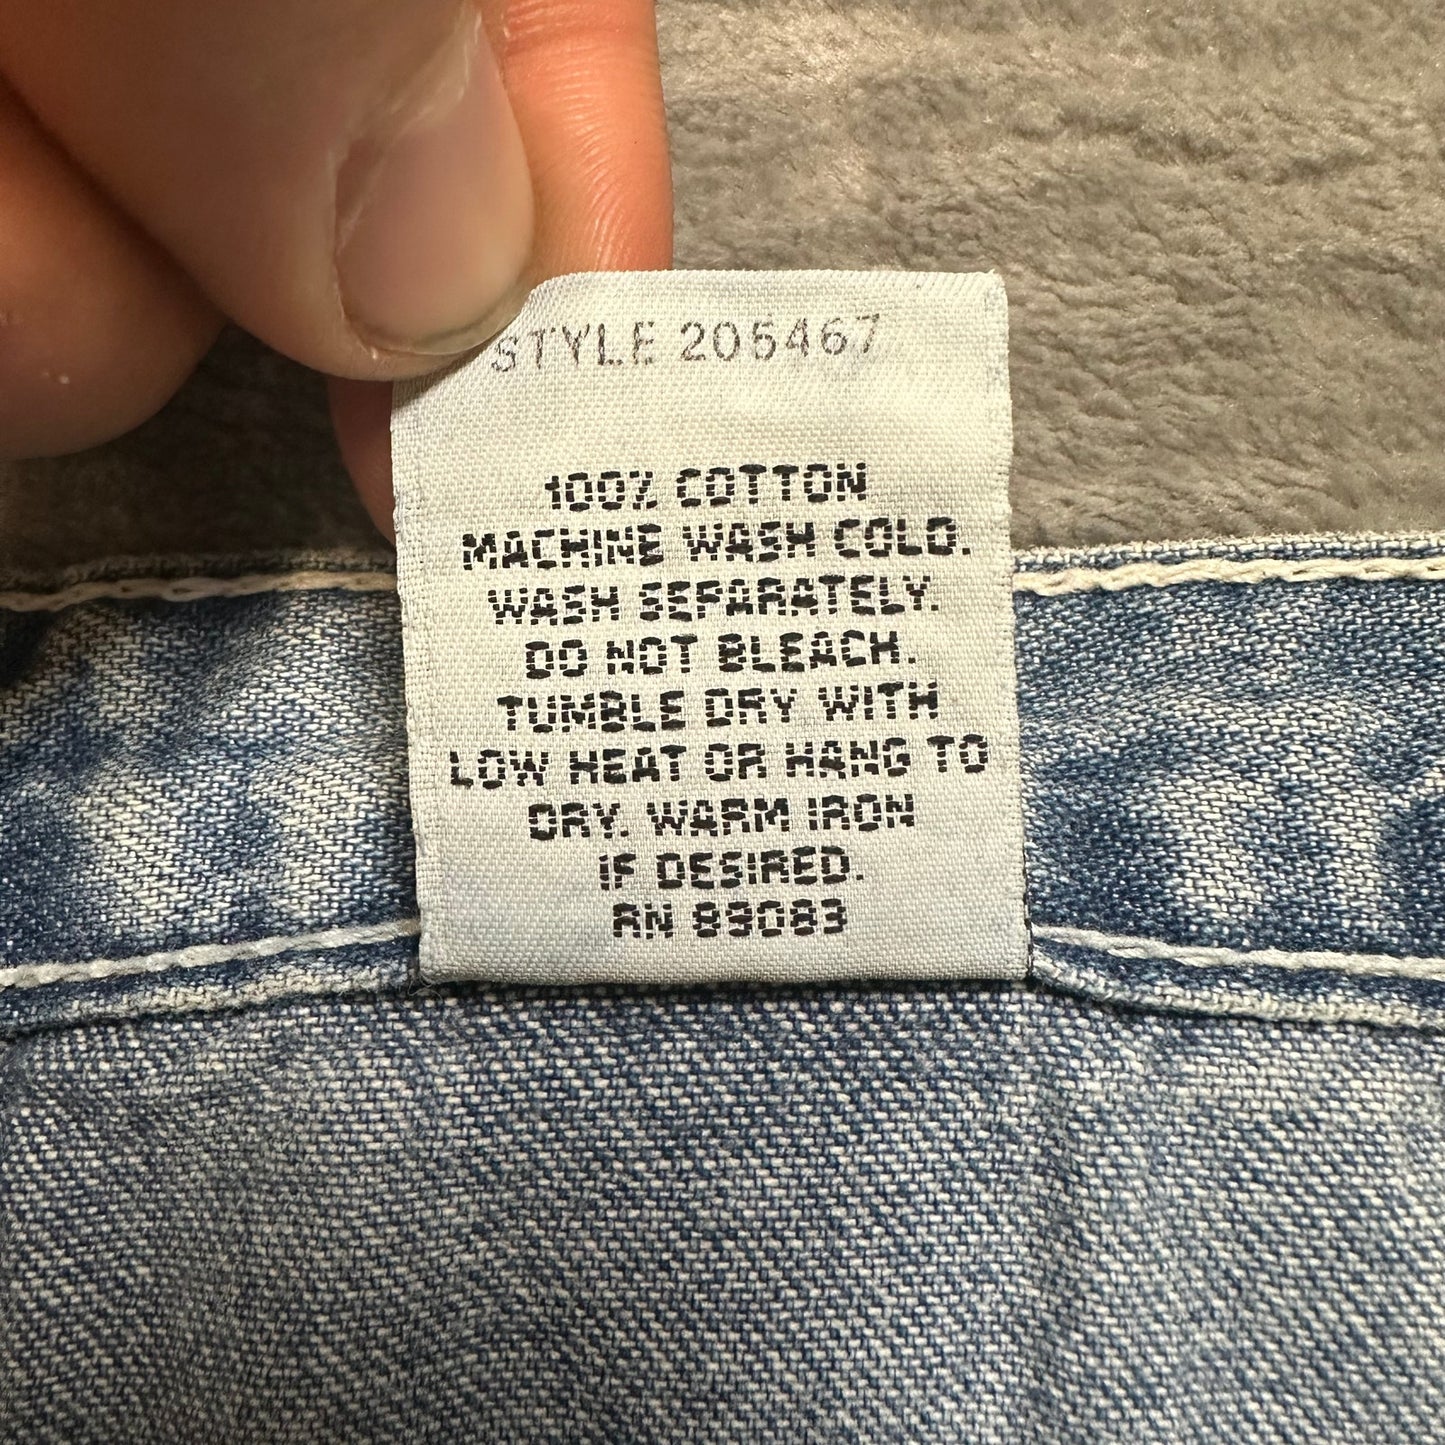 STYLE 205467
100% COTTON
MACHINE WASH COLD.
WASH SEPARATELY.
DO NOT BLEACH.
TUMBLE DRY WITH
LOW HEAT OR HANG TO
DRY. WARM IRON
IF DESIRED.
RN 89083